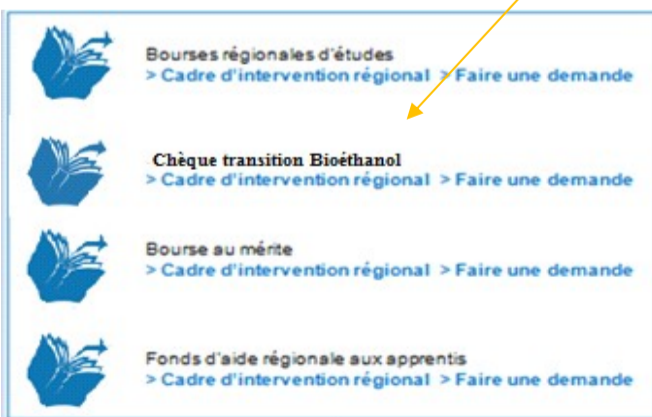 Bourses régionales d'études
> Cadre d'intervention régional > Faire une demande
Chèque transition Bioéthanol
> Cadre d'intervention régional > Faire une demande
Bourse au mérite
> Cadre d'intervention régional > Faire une demande
Fonds d'aide régionale aux apprentis
> Cadre d'intervention régional > Faire une demande